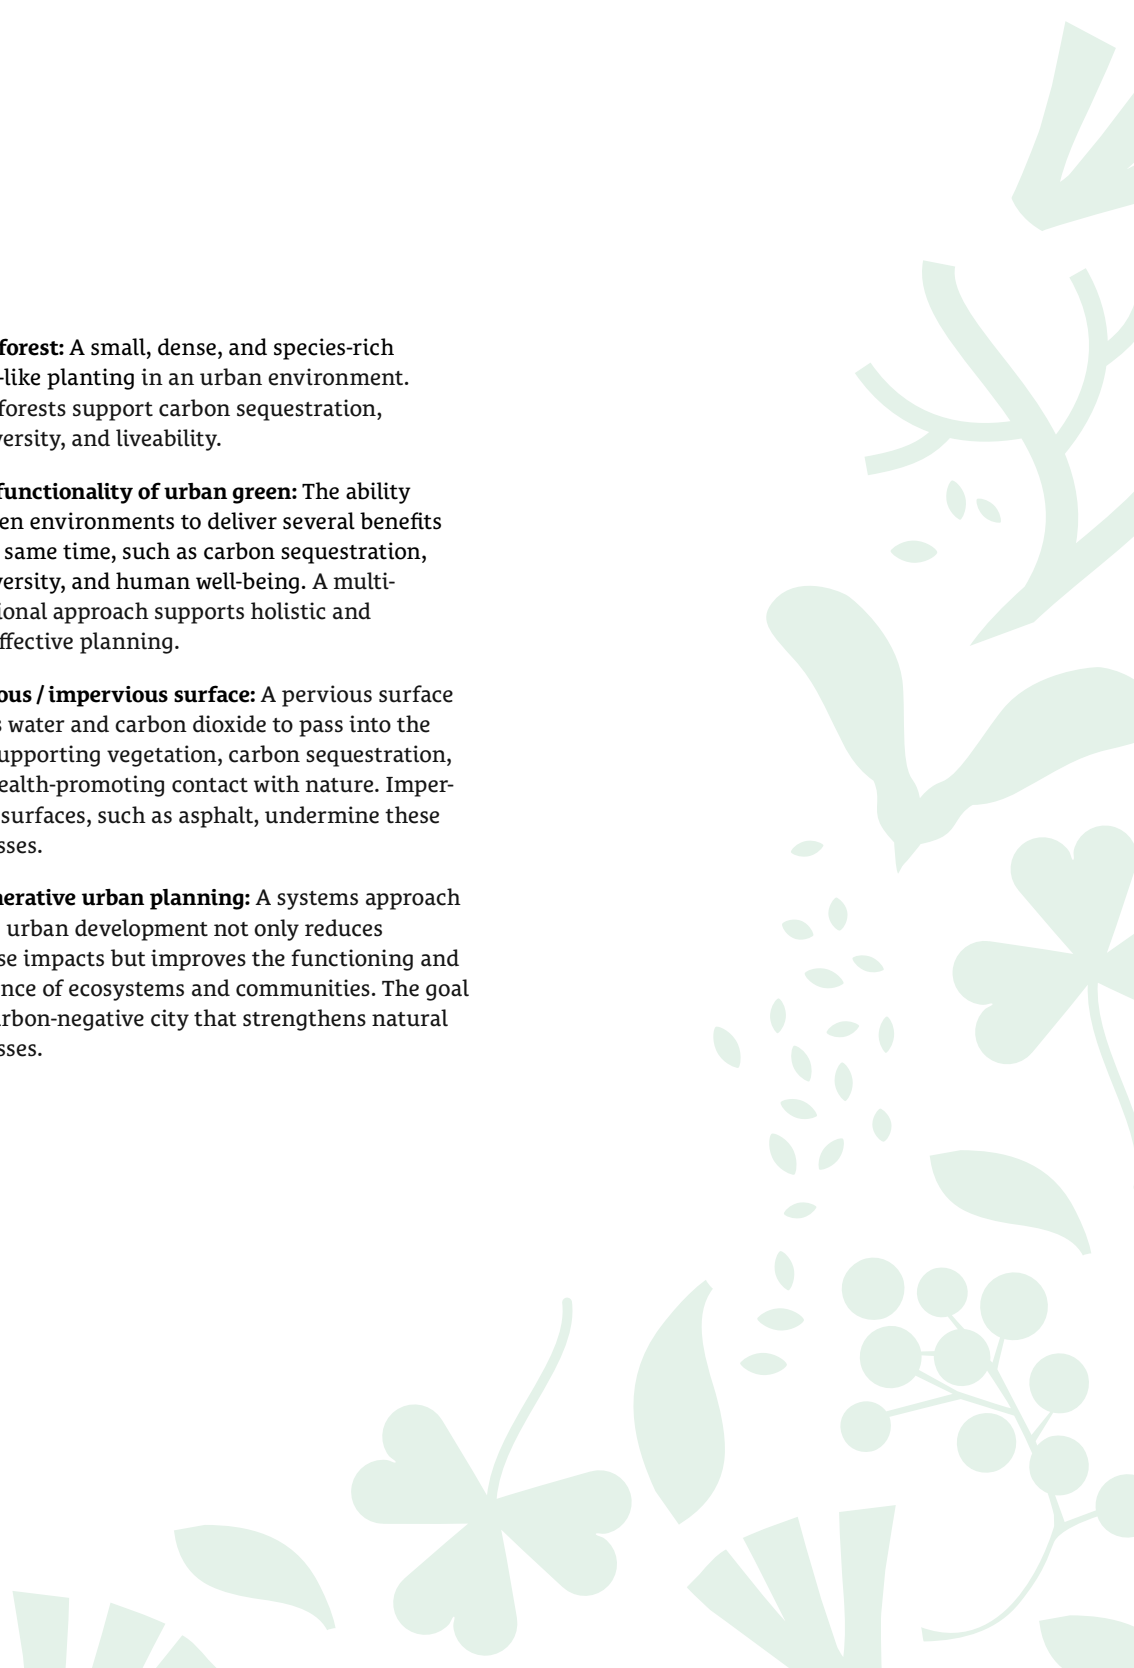 forest: A small, dense, and species-rich
-like planting in an urban environment.
forests support carbon sequestration,
versity, and liveability.
functionality of urban green: The ability
en environments to deliver several benefits
same time, such as carbon sequestration,
versity, and human well-being. A multi-
ional approach supports holistic and
ffective planning.
ous / impervious surface: A pervious surface
s water and carbon dioxide to pass into the
upporting vegetation, carbon sequestration,
ealth-promoting contact with nature. Imper-
surfaces, such as asphalt, undermine these
sses.
nerative urban planning: A systems approach
urban development not only reduces
se impacts but improves the functioning and
nce of ecosystems and communities. The goal
arbon-negative city that strengthens natural
sses.